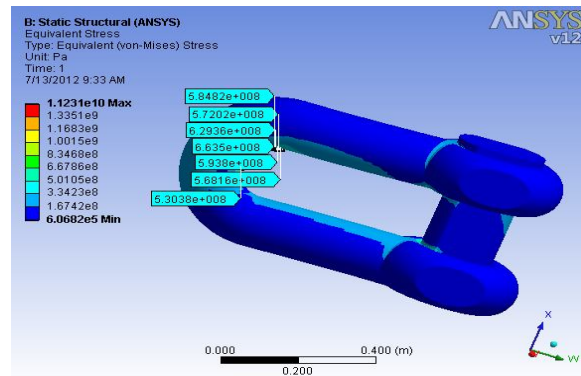 B: Static Structural (ANSYS)
Equivalent Stress
Type: Equivalent (von-Mises) Stress
Unit: Pa
Time: 1
7/13/2012 9:33 AM
ANSYS
v12
1.1231e10 Max
1.3351e9
1.1683e9
1.0015e9
8.3468e8
6.6786e8
5.0105e8
3.3423e8
1.6742e8
6.0682e5 Min
5.8482e+008
5.7202e+008
6.2936e+008
6.635e+008
5.938e+008
5.6816e+008
5.3038e+008
0.000
0.400 (m)
0.200
X